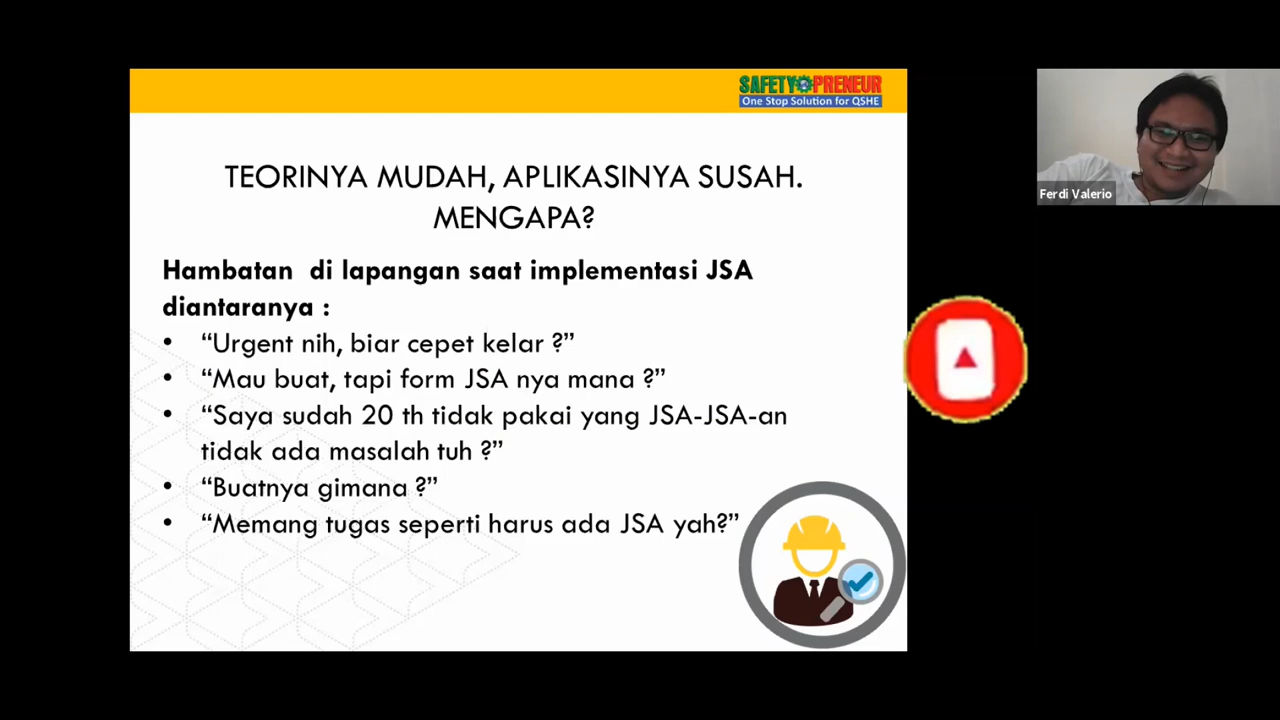 SAFETY PRENEUR
One Stop Solution for QSHE
Ferdi Valerio
TEORINYA MUDAH, APLIKASINYA SUSAH.
MENGAPA?
Hambatan di lapangan saat implementasi JSA
diantaranya :
• “Urgent nih, biar cepet kelar ?”
• “Mau buat, tapi form JSA nya mana ?”
• “Saya sudah 20 th tidak pakai yang JSA-JSA-an
tidak ada masalah tuh ?”
• “Buatnya gimana ?”
• “Memang tugas seperti harus ada JSA yah?”